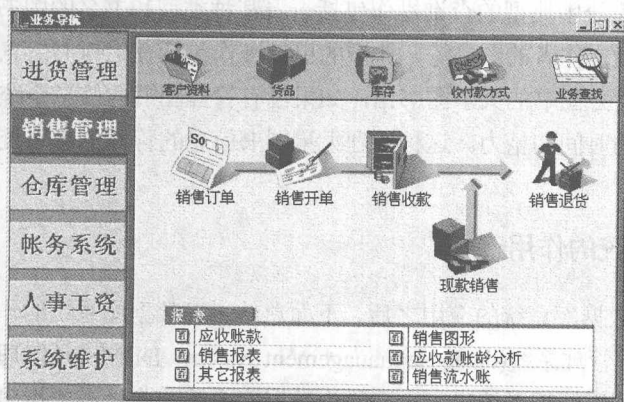 业务导航
进货管理
销售管理
仓库管理
帐务系统
人事工资
系统维护
客户资料 货品 库存 收付款方式 业务查找
销售订单 销售开单 销售收款 销售退货
现款销售
报表
应收账款 销售图形
销售报表 应收款账龄分析
其它报表 销售流水账